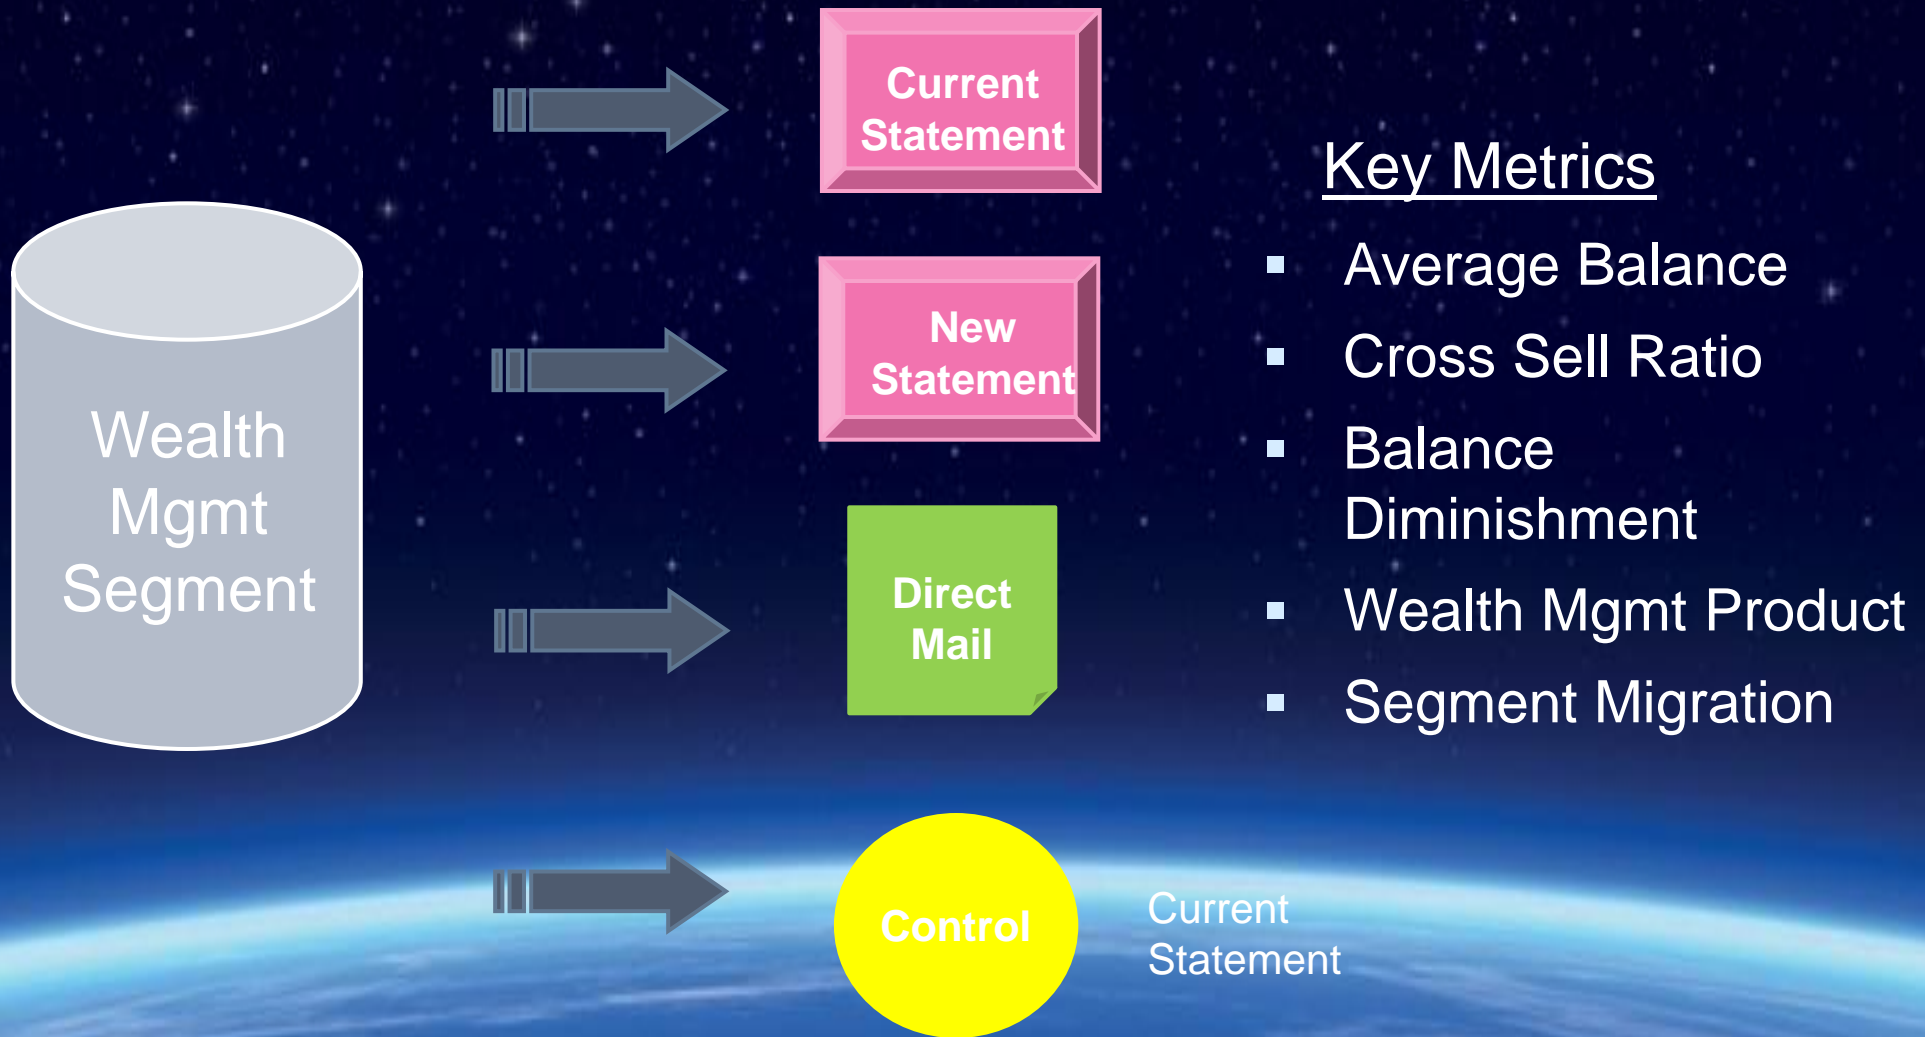 Wealth
Mgmt
Segment
Current
Statement
New
Statement
Direct
Mail
Control
Current
Statement
Key Metrics
Average Balance
Cross Sell Ratio
Balance
Diminishment
Wealth Mgmt Product
Segment Migration